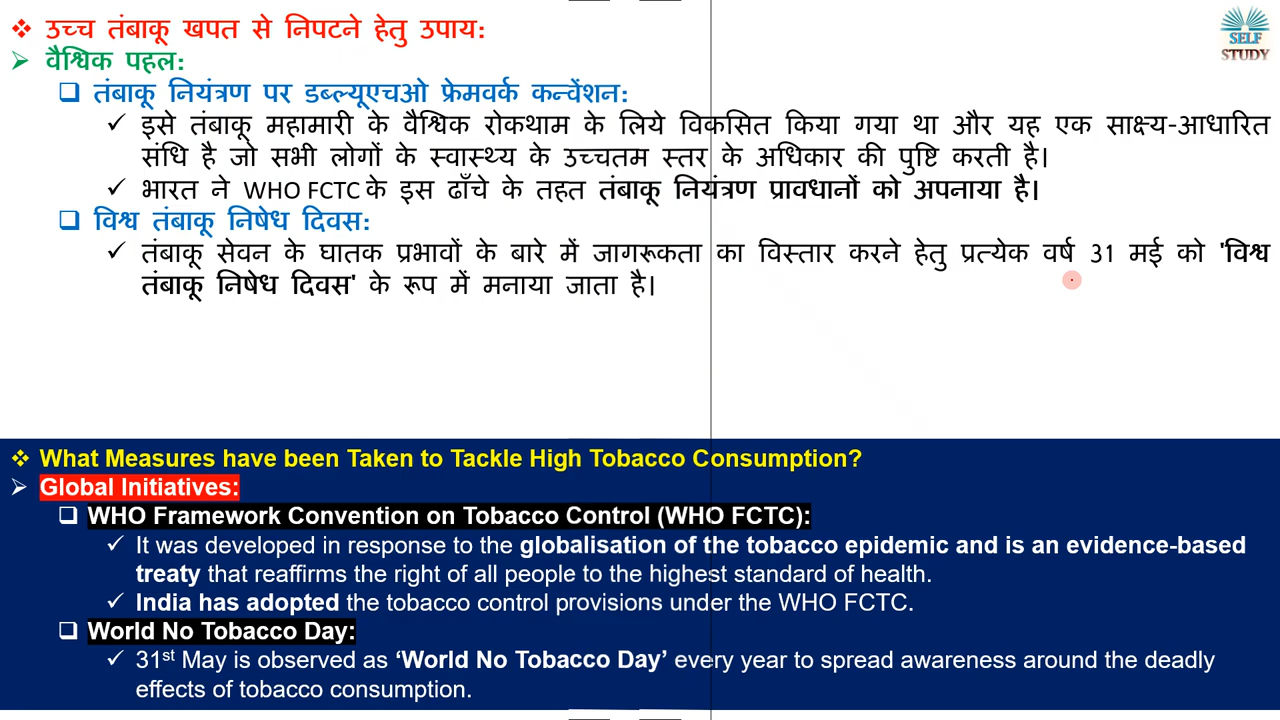 ❖ उच्च तंबाकू खपत से निपटने हेतु उपाय:
SELF
STUDY
➢ वैश्विक पहल:
❑ तंबाकू नियंत्रण पर डब्ल्यूएचओ फ्रेमवर्क कन्वेंशन:
✓ इसे तंबाकू महामारी के वैश्विक रोकथाम के लिये विकसित किया गया था और यह एक साक्ष्य-आधारित
संधि है जो सभी लोगों के स्वास्थ्य के उच्चतम स्तर के अधिकार की पुष्टि करती है।
✓ भारत ने WHO FCTC के इस ढाँचे के तहत तंबाकू नियंत्रण प्रावधानों को अपनाया है।
❑ विश्व तंबाकू निषेध दिवस:
✓ तंबाकू सेवन के घातक प्रभावों के बारे में जागरूकता का विस्तार करने हेतु प्रत्येक वर्ष 31 मई को 'विश्व
तंबाकू निषेध दिवस' के रूप में मनाया जाता है।
❖ What Measures have been Taken to Tackle High Tobacco Consumption?
➢ Global Initiatives:
❑ WHO Framework Convention on Tobacco Control (WHO FCTC):
✓ It was developed in response to the globalisation of the tobacco epidemic and is an evidence-based
treaty that reaffirms the right of all people to the highest standard of health.
✓ India has adopted the tobacco control provisions under the WHO FCTC.
❑ World No Tobacco Day:
✓ 31st May is observed as ‘World No Tobacco Day’ every year to spread awareness around the deadly
effects of tobacco consumption.